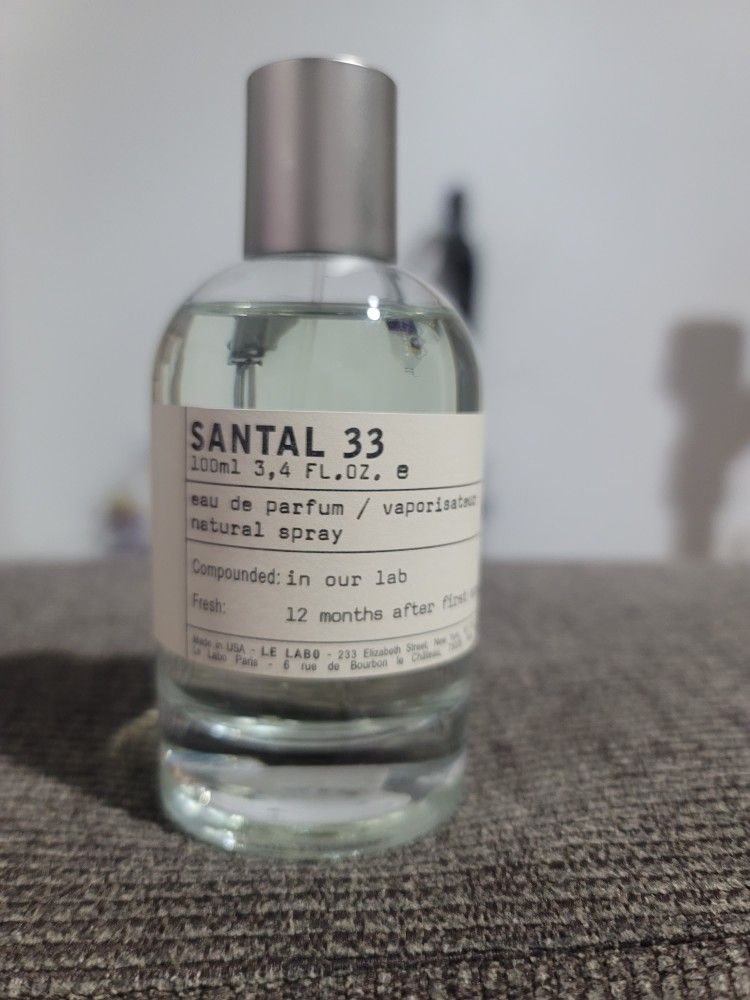 SANTAL 33
100ml 3,4 FL.OZ. e
eau de parfum / vaporisateur
natural spray
Compounded: in our lab
Fresh: 12 months after first
Made in USA - LE LABO - 233 Elizabeth Street, New
Le Labo Paris - 6 rue de Bourbon le Château,